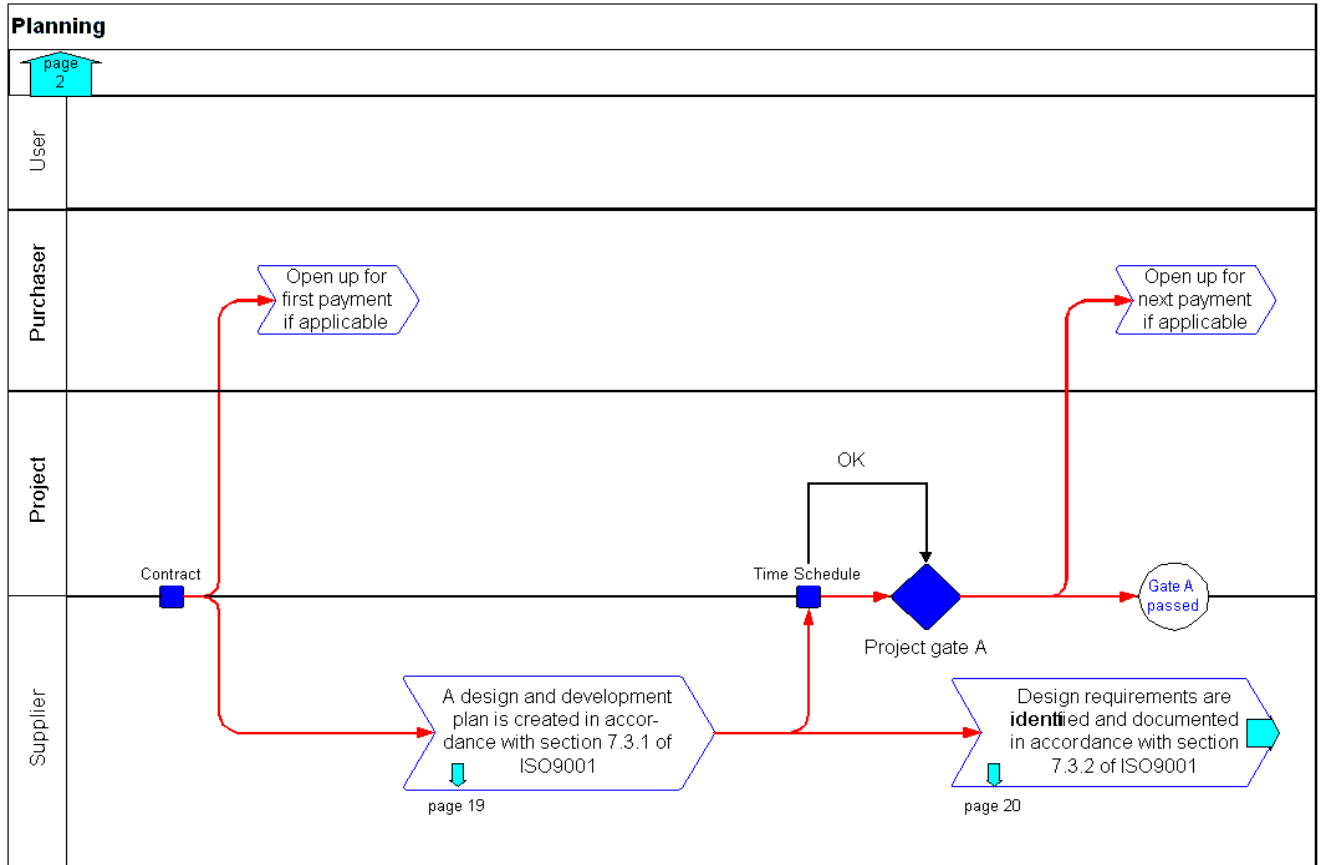 Planning
page
2
User
Purchaser
Open up for
first payment
if applicable
Open up for
next payment
if applicable
Project
OK
Contract
Time Schedule
Gate A
passed
Project gate A
Supplier
A design and development
plan is created in accor-
dance with section 7.3.1 of
ISO9001
page 19
Design requirements are
identified and documented
in accordance with section
7.3.2 of ISO9001
page 20